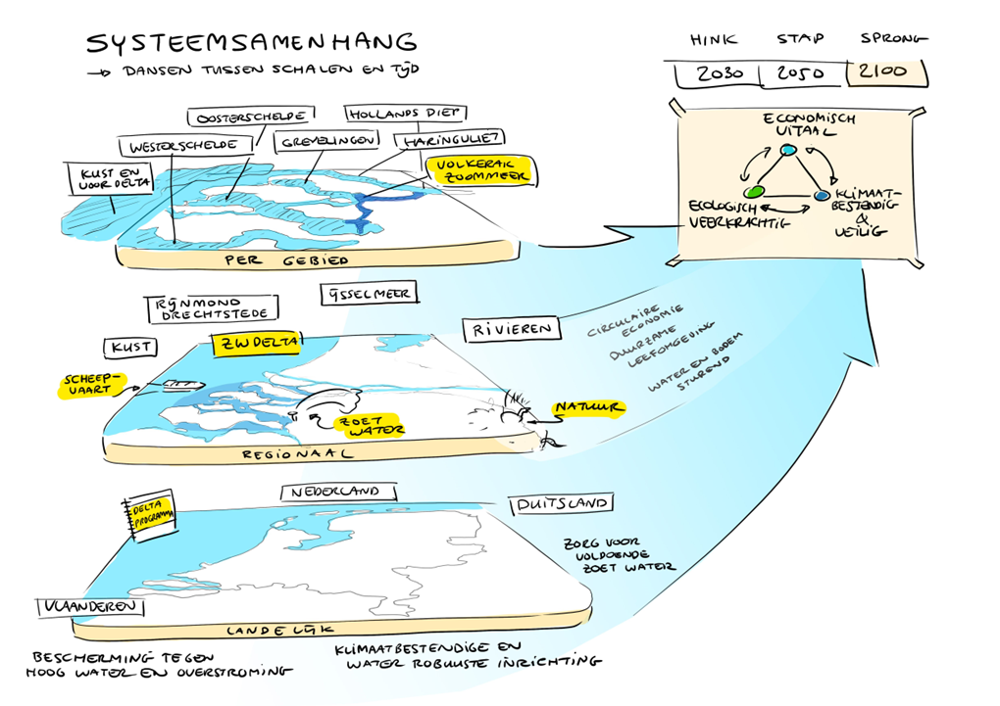 SYSTEEMSAMENHANG
→ DANSEN TUSSEN SCHALEN EN TIJD
HINK STAP SPRONG
2030 2050 2100
ECONOMISCH
VITAAL
ECOLOGISCH
VEERKRACHTIG
KLIMAAT-
BESTENDIG
&
VEILIG
OOSTERSCHELDE
HOLLANDS DIEP
WESTERSCHELDE
GREVELINGEN
HARINGVLIET
KUST EN
VOORDELTA
VOLKERAK
ZOOMMEER
PER GEBIED
IJSSELMEER
RIJNMOND
DRECHTSTEDE
RIVIEREN
KUST
ZWDELTA
SCHEEP-
VAART
ZOET
WATER
NATUUR
REGIONAAL
CIRCULAIRE
ECONOMIE
DUURZAME
LEEFOMGEVING
WATER EN BODEM
STUREND
NEDERLAND
DUITSLAND
DELTA
PROGRAMMA
ZORG VOOR
VOLDOENDE
ZOET WATER
VLAANDEREN
LANDELIJK
BESCHERMING TEGEN
HOOG WATER EN OVERSTROMING
KLIMAATBESTENDIGE EN
WATER ROBUUSTE INRICHTING